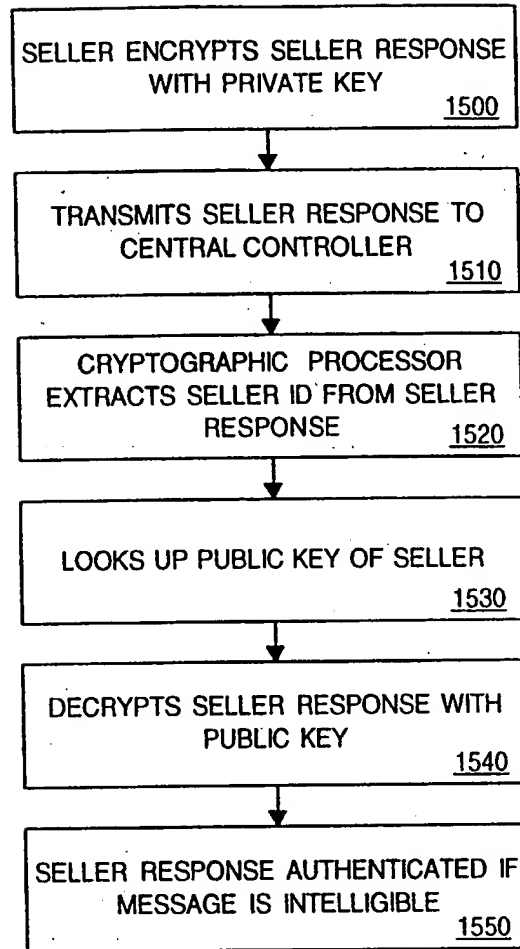 SELLER ENCRYPTS SELLER RESPONSE
WITH PRIVATE KEY
1500
TRANSMITS SELLER RESPONSE TO
CENTRAL CONTROLLER
1510
CRYPTOGRAPHIC PROCESSOR
EXTRACTS SELLER ID FROM SELLER
RESPONSE
1520
LOOKS UP PUBLIC KEY OF SELLER
1530
DECRYPTS SELLER RESPONSE WITH
PUBLIC KEY
1540
SELLER RESPONSE AUTHENTICATED IF
MESSAGE IS INTELLIGIBLE
1550